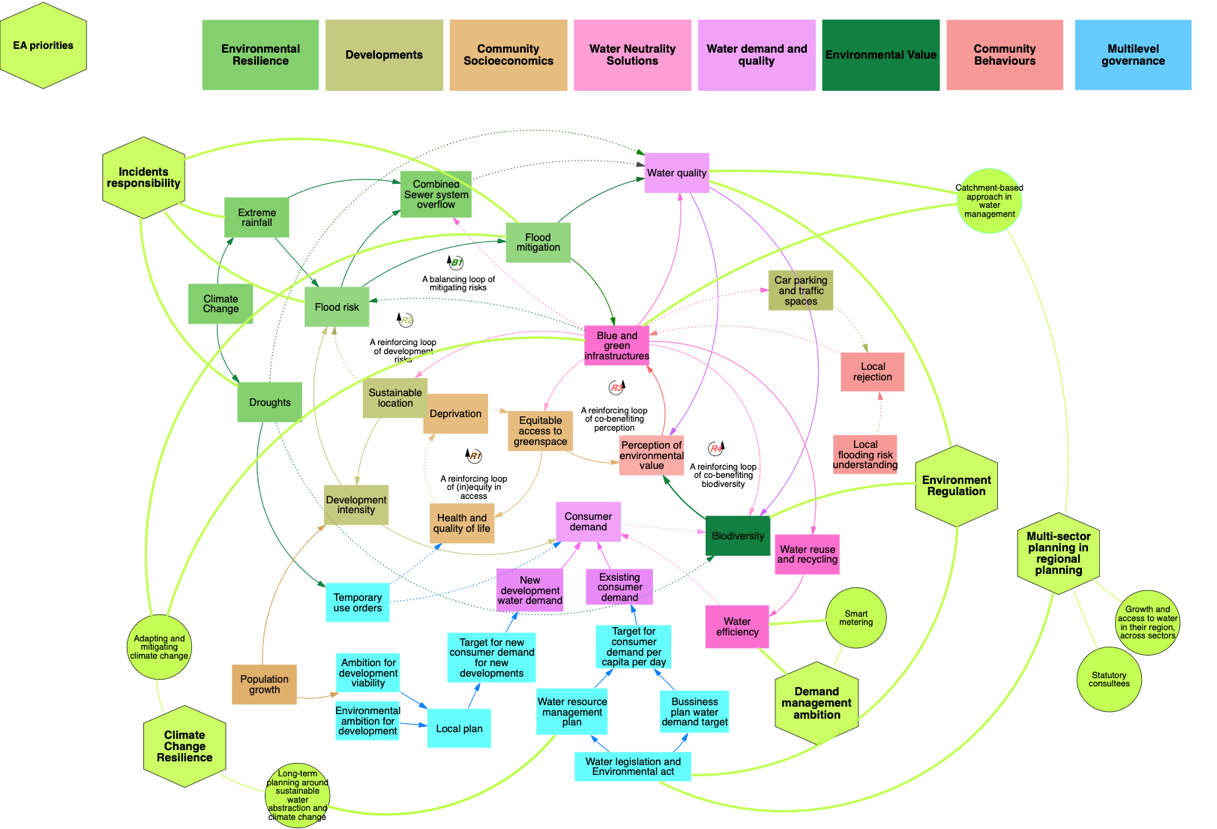 EA priorities
Environmental
Resilience
Developments
Community
Socioeconomics
Water Neutrality
Solutions
Water demand and
quality
Environmental Value
Community
Behaviours
Multilevel
governance
Incidents
responsibility
Combined
Sewer system
overflow
Water quality
Catchment-based
approach in
water
management
Extreme
rainfall
Flood
mitigation
B1
A balancing loop of
mitigating risks
Car parking
and traffic
spaces
Climate
Change
Flood risk
R2
A reinforcing loop
of development
risks
Blue and
green
infrastructures
Local
rejection
Droughts
Sustainable
location
Deprivation
Equitable
access to
greenspace
R3
A reinforcing loop
of co-benefiting
perception
Perception of
environmental
value
R4
A reinforcing loop
of co-benefiting
biodiversity
Local
flooding risk
understanding
R1
A reinforcing loop
of (in)equity in
access
Environment
Regulation
Development
intensity
Health and
quality of life
Consumer
demand
Biodiversity
Water reuse
and recycling
Multi-sector
planning in
regional
planning
Temporary
use orders
New
development
water demand
Exsisting
consumer
demand
Water
efficiency
Smart
metering
Growth and
access to water
in their region,
across sectors
Adapting and
mitigating
climate change
Target for new
consumer demand
for new
developments
Target for
consumer
demand per
capita per day
Statutory
consultees
Population
growth
Ambition for
development
viability
Environmental
ambition for
development
Local plan
Water resource
management
plan
Bussiness
plan water
demand target
Demand
management
ambition
Climate
Change
Resilience
Water legislation and
Environmental act
Long-term
planning around
sustainable
water
abstraction and
climate change